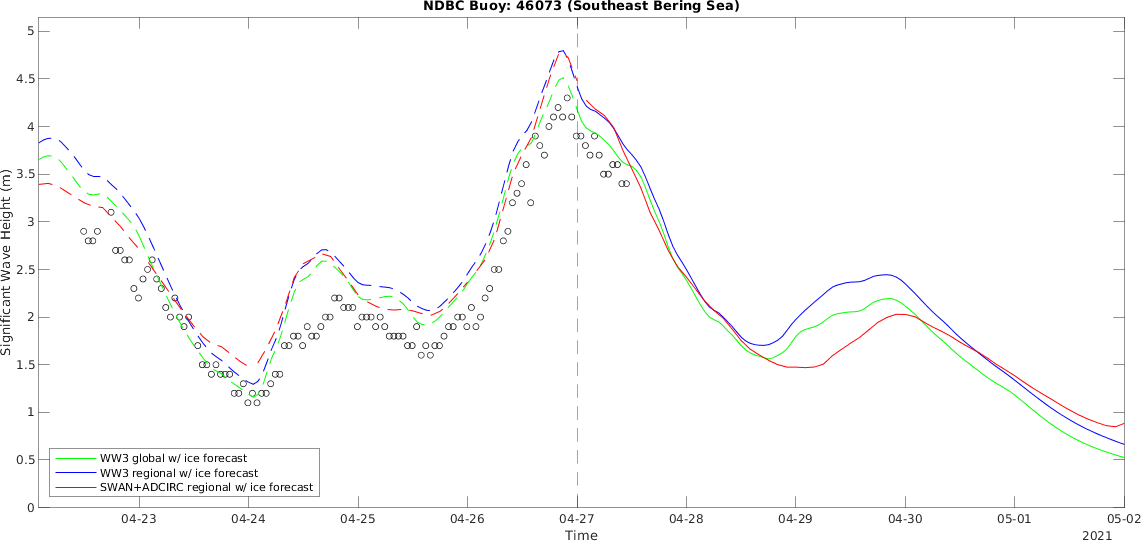 NDBC Buoy: 46073 (Southeast Bering Sea)
5
4.5
4
3.5
3
2.5
2
1.5
1
0.5
0
Significant Wave Height (m)
WW3 global w/ ice forecast
WW3 regional w/ ice forecast
SWAN+ADCIRC regional w/ ice forecast
04-23 04-24 04-25 04-26 04-27 04-28 04-29 04-30 05-01 05-02
Time 2021